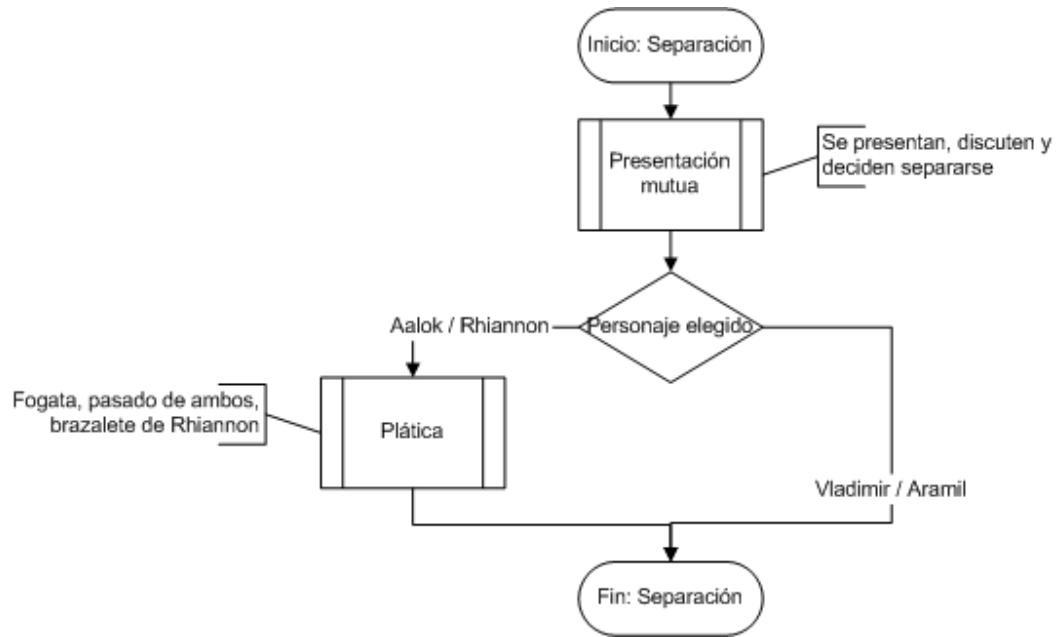 Inicio: Separación
Presentación
mutua
Se presentan, discuten y
deciden separarse
Personaje elegido
Aalok / Rhiannon
Fogata, pasado de ambos,
brazalete de Rhiannon
Plática
Vladimir / Aramil
Fin: Separación